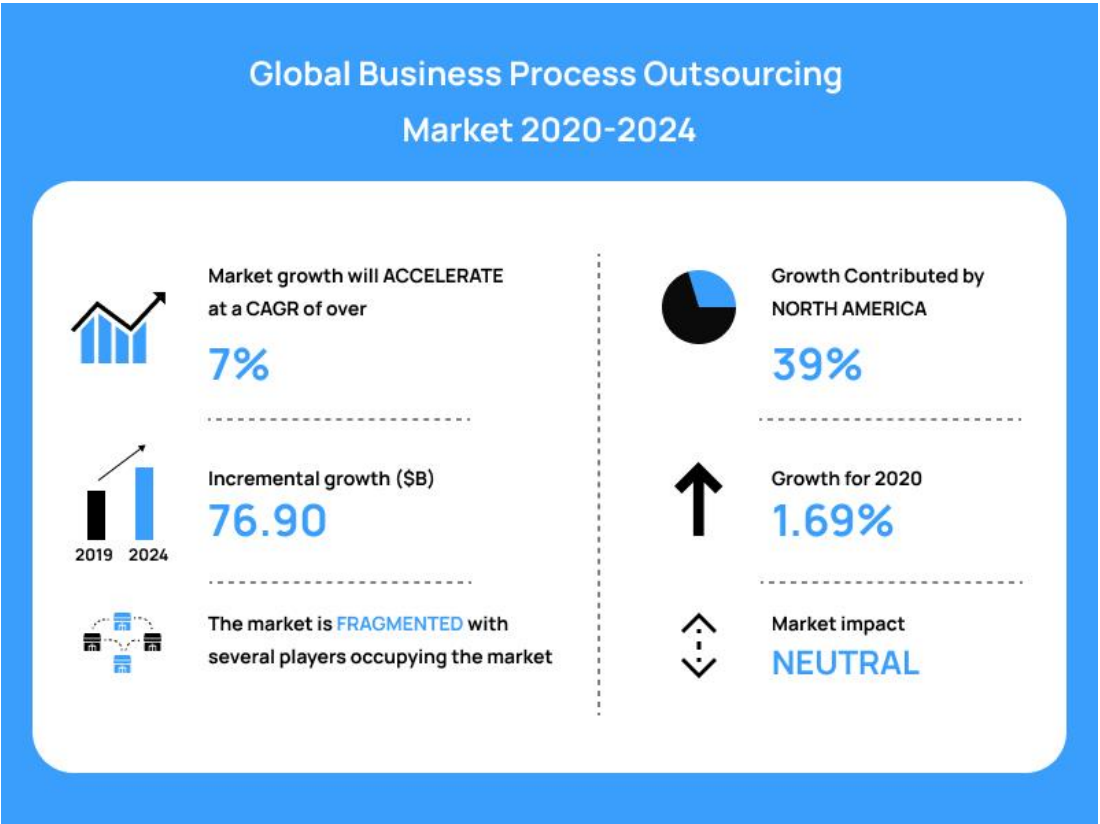 Global Business Process Outsourcing
Market 2020-2024
Market growth will ACCELERATE
at a CAGR of over
7%
Incremental growth ($B)
76.90
2019 2024
The market is FRAGMENTED with
several players occupying the market
Growth Contributed by
NORTH AMERICA
39%
Growth for 2020
1.69%
Market impact
NEUTRAL